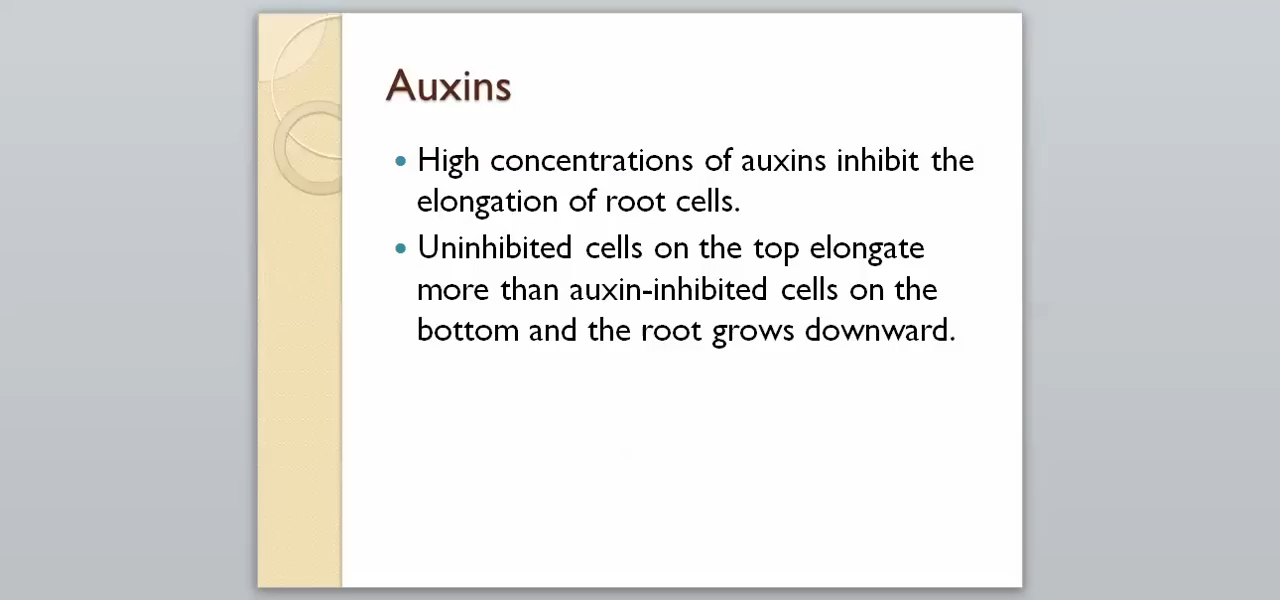 Auxins
• High concentrations of auxins inhibit the
elongation of root cells.
• Uninhibited cells on the top elongate
more than auxin-inhibited cells on the
bottom and the root grows downward.